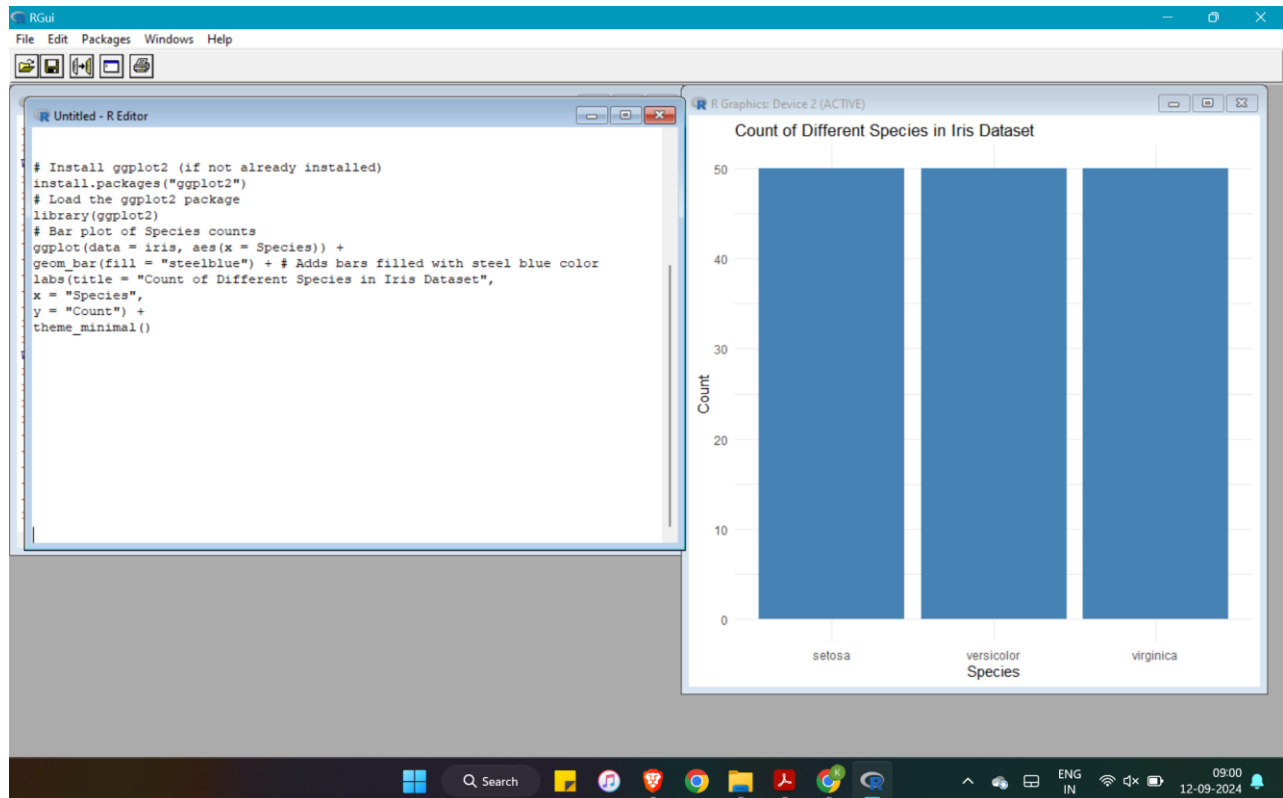 RGui
File Edit Packages Windows Help
Untitled - R Editor
# Install ggplot2 (if not already installed)
install.packages("ggplot2")
# Load the ggplot2 package
library(ggplot2)
# Bar plot of Species counts
ggplot(data = iris, aes(x = Species)) +
geom_bar(fill = "steelblue") + # Adds bars filled with steel blue color
labs(title = "Count of Different Species in Iris Dataset",
x = "Species",
y = "Count") +
theme_minimal()
R Graphics: Device 2 (ACTIVE)
Count of Different Species in Iris Dataset
50
40
30
20
10
0
Count
setosa versicolor virginica
Species
Search
K
ENG
IN
09:00
12-09-2024